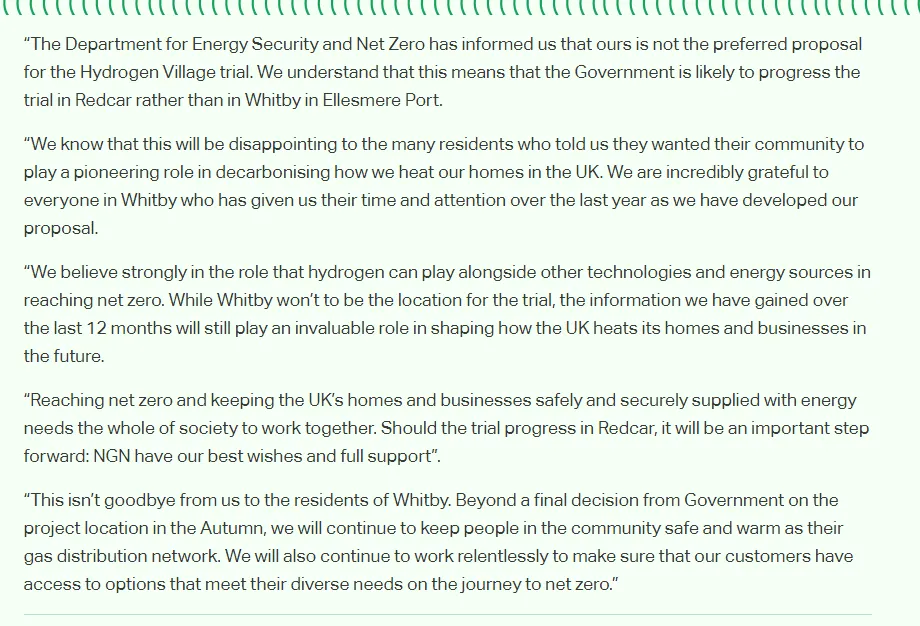 “The Department for Energy Security and Net Zero has informed us that ours is not the preferred proposal
for the Hydrogen Village trial. We understand that this means that the Government is likely to progress the
trial in Redcar rather than in Whitby in Ellesmere Port.
“We know that this will be disappointing to the many residents who told us they wanted their community to
play a pioneering role in decarbonising how we heat our homes in the UK. We are incredibly grateful to
everyone in Whitby who has given us their time and attention over the last year as we have developed our
proposal.
“We believe strongly in the role that hydrogen can play alongside other technologies and energy sources in
reaching net zero. While Whitby won’t to be the location for the trial, the information we have gained over
the last 12 months will still play an invaluable role in shaping how the UK heats its homes and businesses in
the future.
“Reaching net zero and keeping the UK’s homes and businesses safely and securely supplied with energy
needs the whole of society to work together. Should the trial progress in Redcar, it will be an important step
forward: NGN have our best wishes and full support”.
“This isn’t goodbye from us to the residents of Whitby. Beyond a final decision from Government on the
project location in the Autumn, we will continue to keep people in the community safe and warm as their
gas distribution network. We will also continue to work relentlessly to make sure that our customers have
access to options that meet their diverse needs on the journey to net zero.”